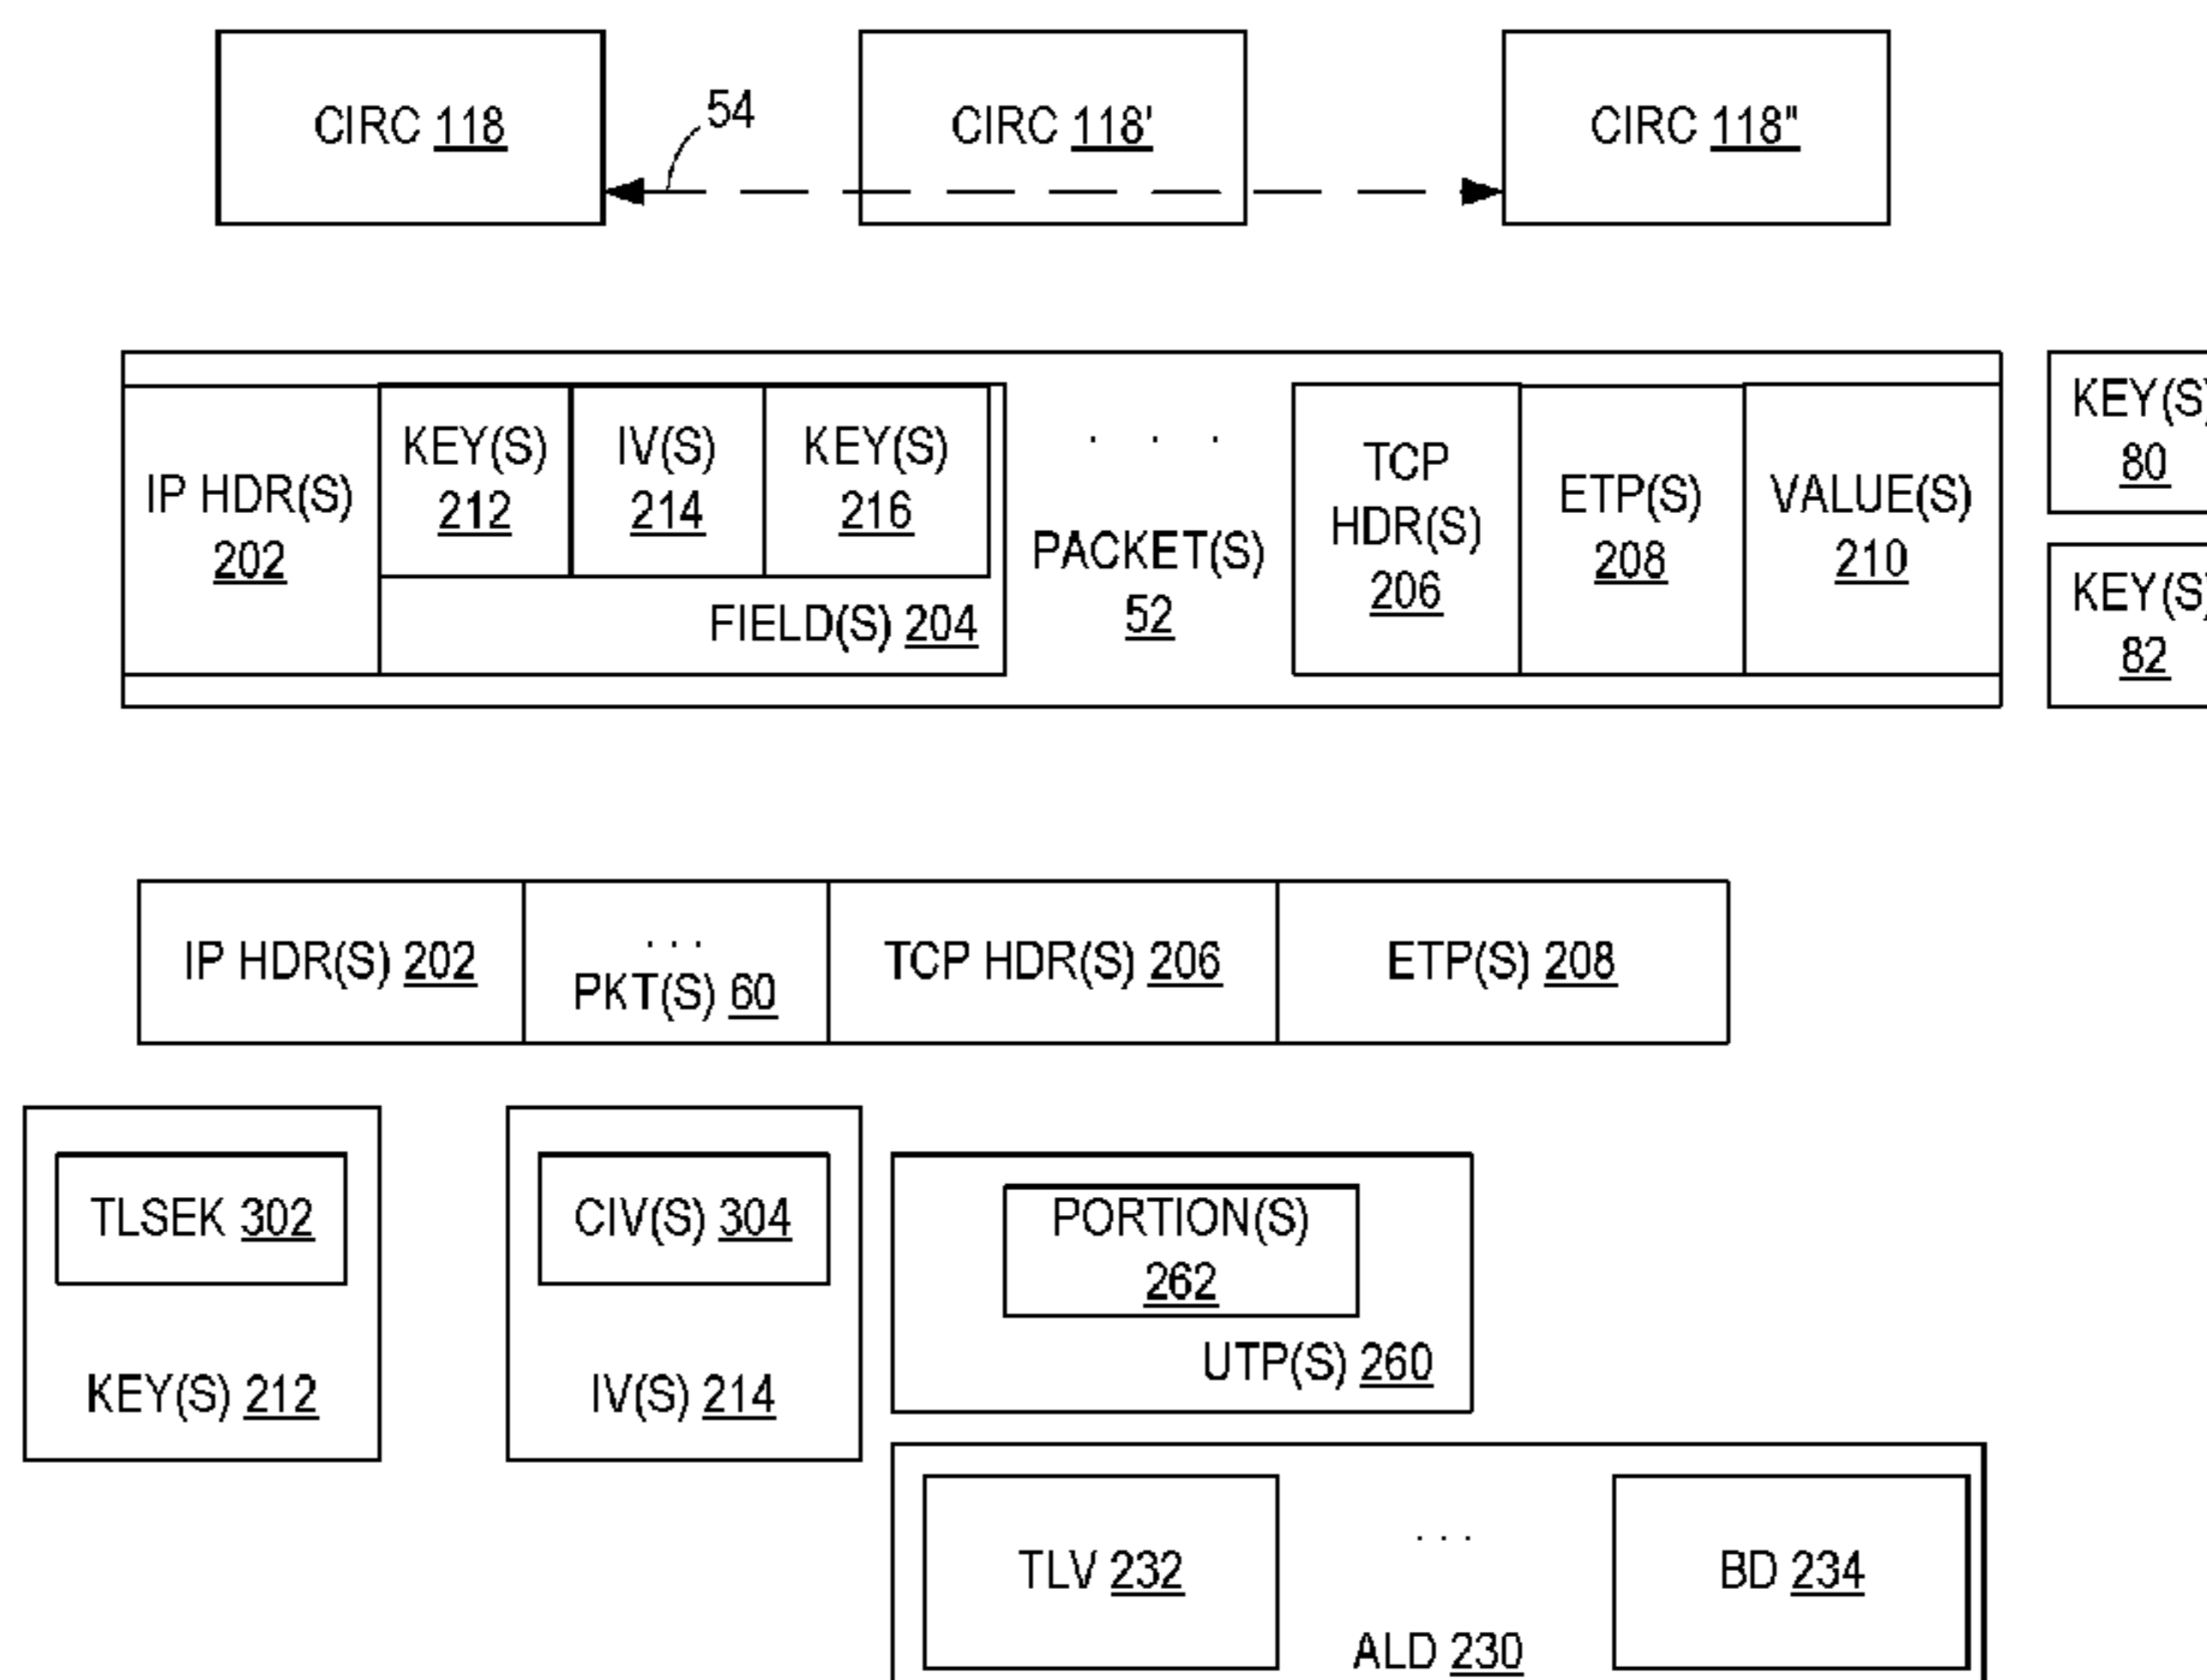 CIRC 118
54
CIRC 118'
CIRC 118"
IP HDR(S)
202
KEY(S)
212
IV(S)
214
KEY(S)
216
FIELD(S) 204
. . .
PACKET(S)
52
TCP
HDR(S)
206
ETP(S)
208
VALUE(S)
210
KEY(S)
80
KEY(S)
82
IP HDR(S) 202
. . .
PKT(S) 60
TCP HDR(S) 206
ETP(S) 208
TLSEK 302
KEY(S) 212
CIV(S) 304
IV(S) 214
PORTION(S)
262
UTP(S) 260
TLV 232
. . .
ALD 230
BD 234